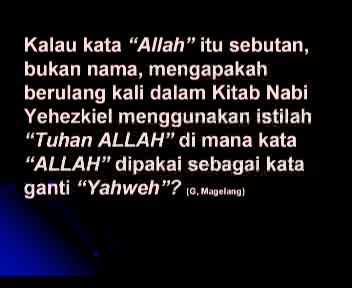 Kalau kata “Allah” itu sebutan,
bukan nama, mengapakah
berulang kali dalam Kitab Nabi
Yehezkiel menggunakan istilah
“Tuhan ALLAH” di mana kata
“ALLAH” dipakai sebagai kata
ganti “Yahweh”? (G, Magelang)